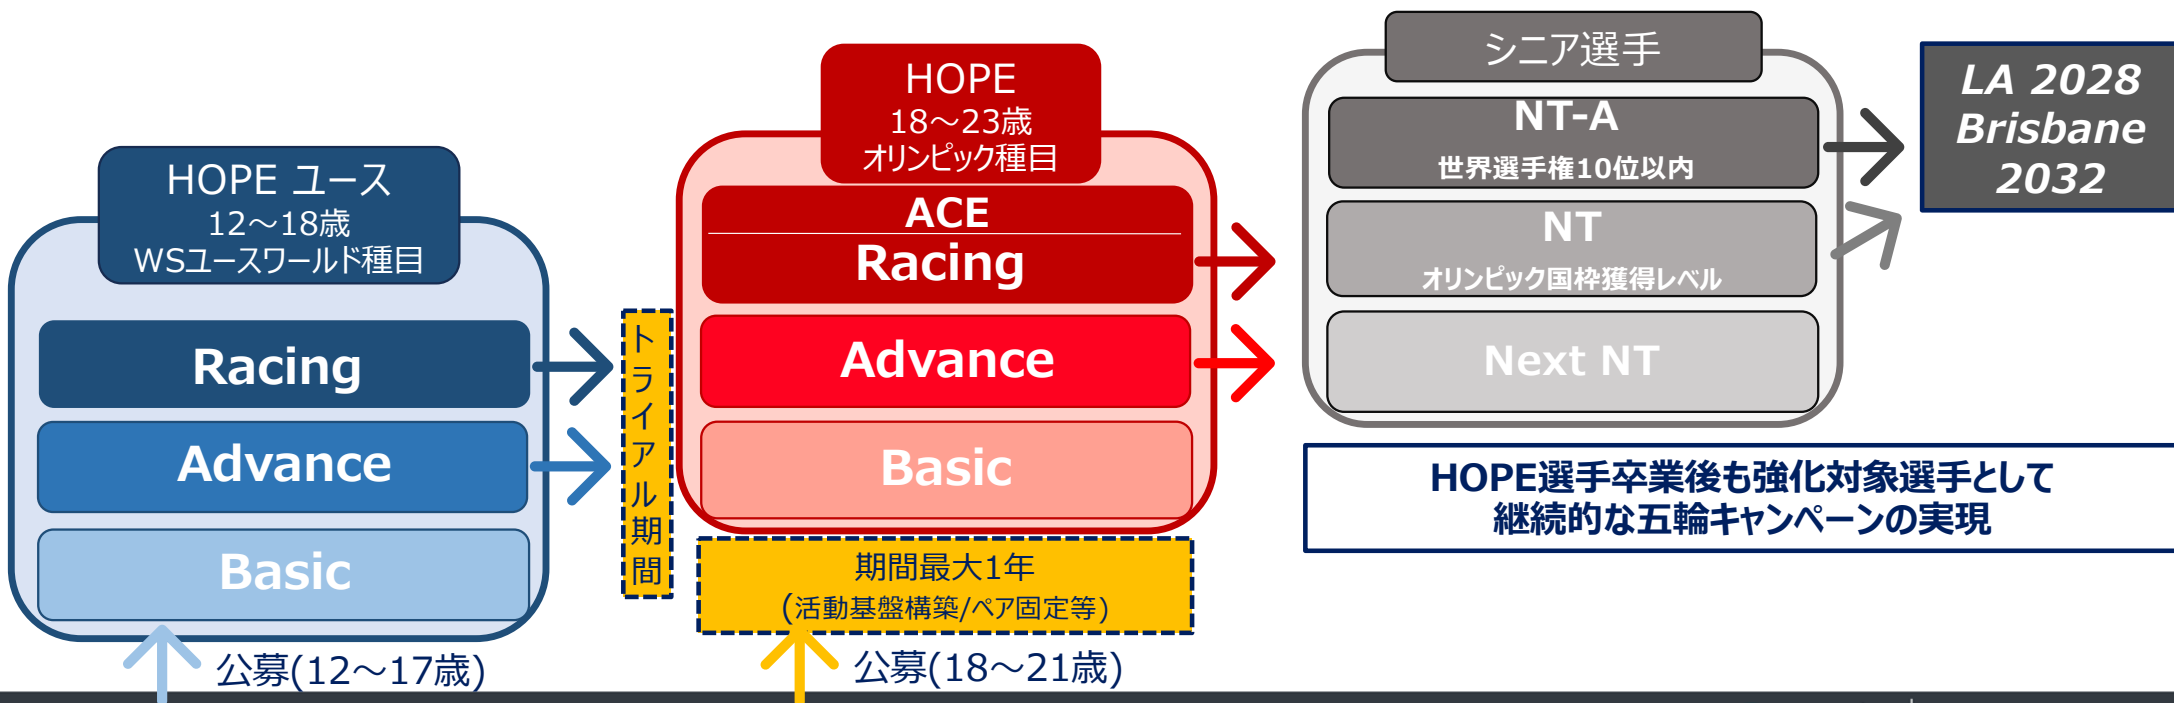 HOPE ユース
12～18歳
WSユースワールド種目
Racing
Advance
Basic
公募(12～17歳)
トライアル期間
HOPE
18～23歳
オリンピック種目
ACE
Racing
Advance
Basic
期間最大1年
(活動基盤構築/ペア固定等)
公募(18～21歳)
シニア選手
NT-A
世界選手権10位以内
NT
オリンピック国枠獲得レベル
Next NT
LA 2028
Brisbane
2032
HOPE選手卒業後も強化対象選手として
継続的な五輪キャンペーンの実現